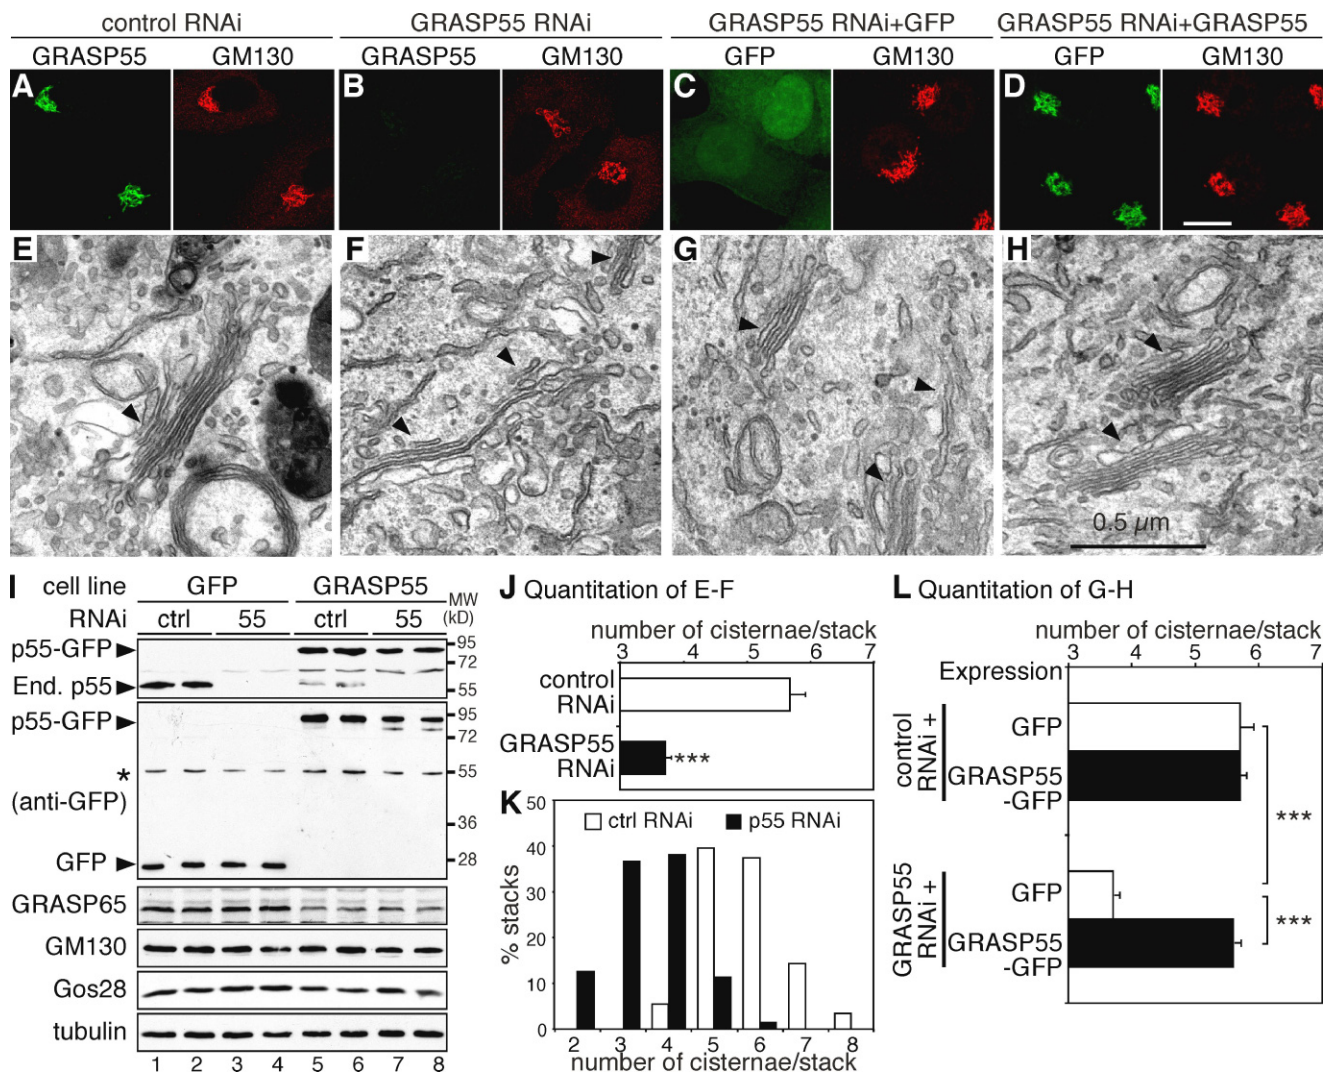 control RNAi GRASP55 RNAi GRASP55 RNAi+GFP GRASP55 RNAi+GRASP55
GRASP55 GM130 GRASP55 GM130 GFP GM130 GFP GM130
A B C D
E F G H
0.5 µm
I cell line GFP GRASP55 MW
RNAi ctrl 55 ctrl 55 (kD)
p55-GFP 95
72
End. p55 55
p55-GFP 95
72
* 55
(anti-GFP)
36
GFP 28
GRASP65
GM130
Gos28
tubulin
1 2 3 4 5 6 7 8
J Quantitation of E-F
number of cisternae/stack
3 4 5 6 7
control
RNAi
GRASP55
RNAi
***
K 50
40
30
20
10
0
% stacks
ctrl RNAi p55 RNAi
2 3 4 5 6 7 8
number of cisternae/stack
L Quantitation of G-H
number of cisternae/stack
3 4 5 6 7
Expression
control
RNAi +
GFP
GRASP55
-GFP
***
GRASP55
RNAi +
GFP
GRASP55
-GFP
***